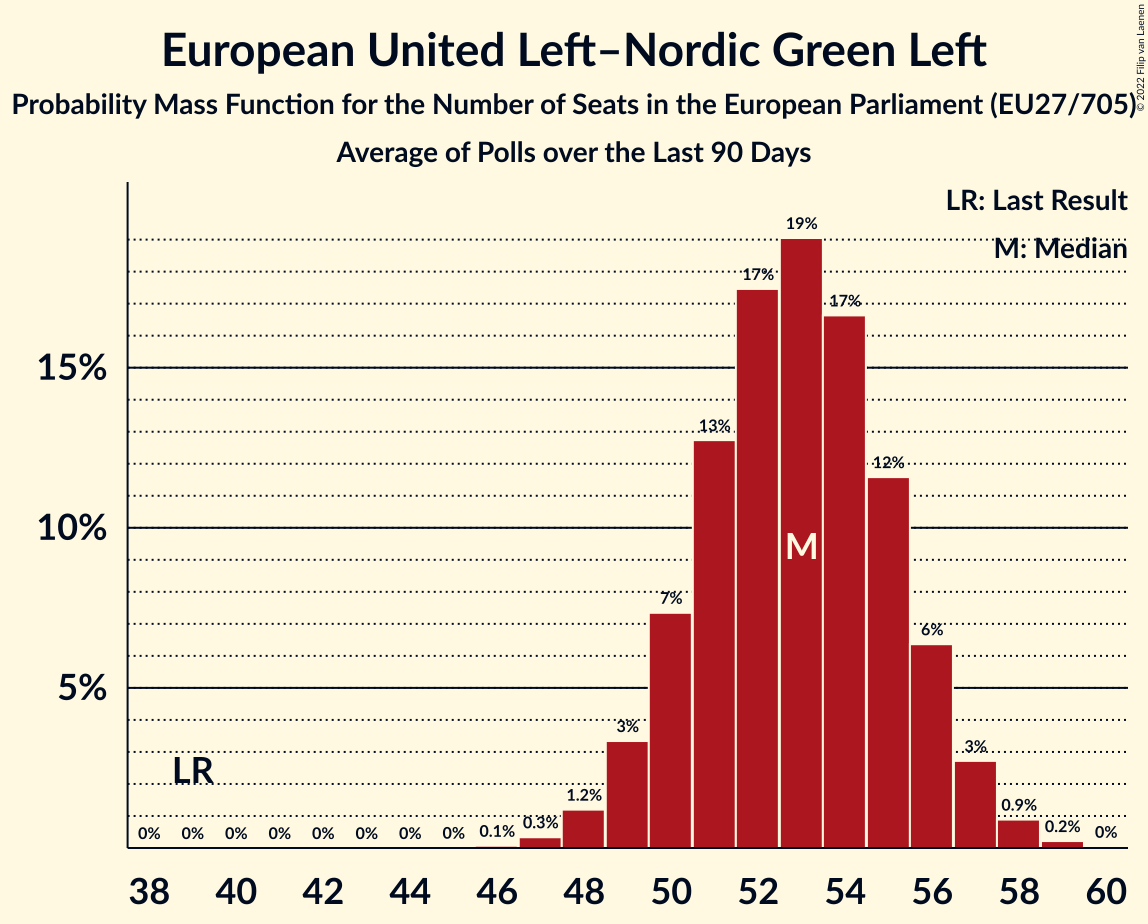 European United Left–Nordic Green Left
Probability Mass Function for the Number of Seats in the European Parliament (EU27/705)
Average of Polls over the Last 90 Days
© 2022 Filip van Laenen
LR: Last Result
M: Median
15%
10%
5%
0% 0% 0% 0% 0% 0% 0% 0% 0.1% 0.3% 1.2% 3% 7% 13% 17% 19% 17% 12% 6% 3% 0.9% 0.2% 0%
LR
M
38 40 42 44 46 48 50 52 54 56 58 60